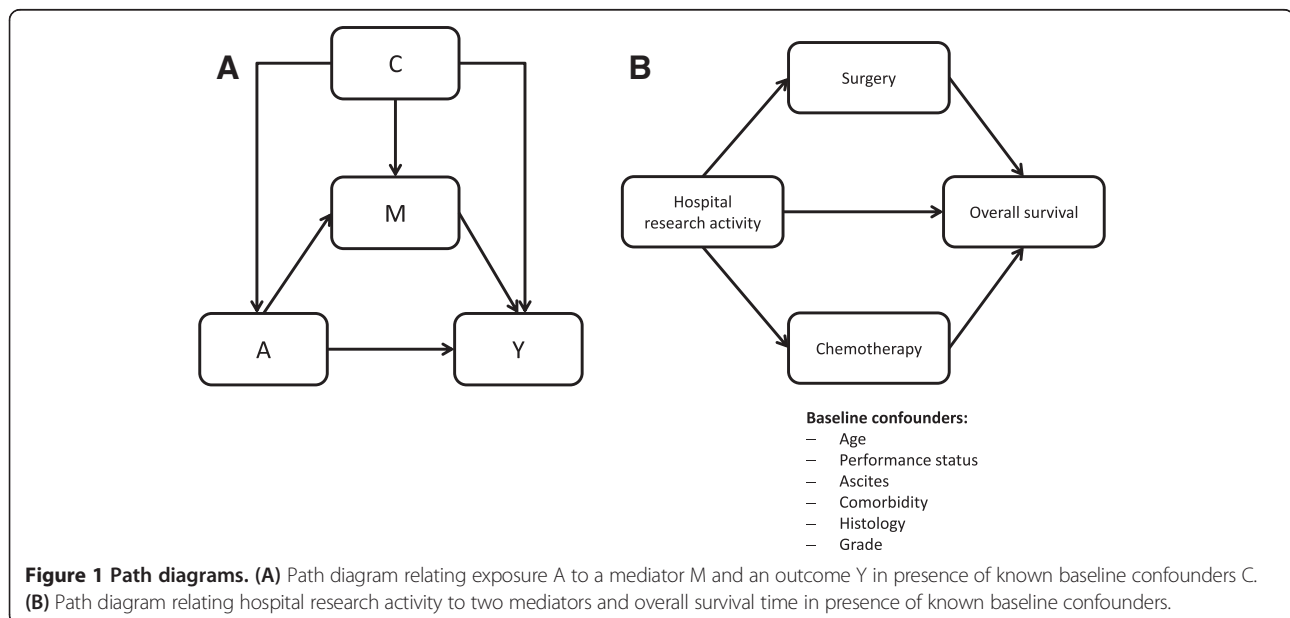 A
C
M
A
Y
B
Surgery
Hospital
research activity
Overall survival
Chemotherapy
Baseline confounders:
– Age
– Performance status
– Ascites
– Comorbidity
– Histology
– Grade
Figure 1 Path diagrams. (A) Path diagram relating exposure A to a mediator M and an outcome Y in presence of known baseline confounders C.
(B) Path diagram relating hospital research activity to two mediators and overall survival time in presence of known baseline confounders.